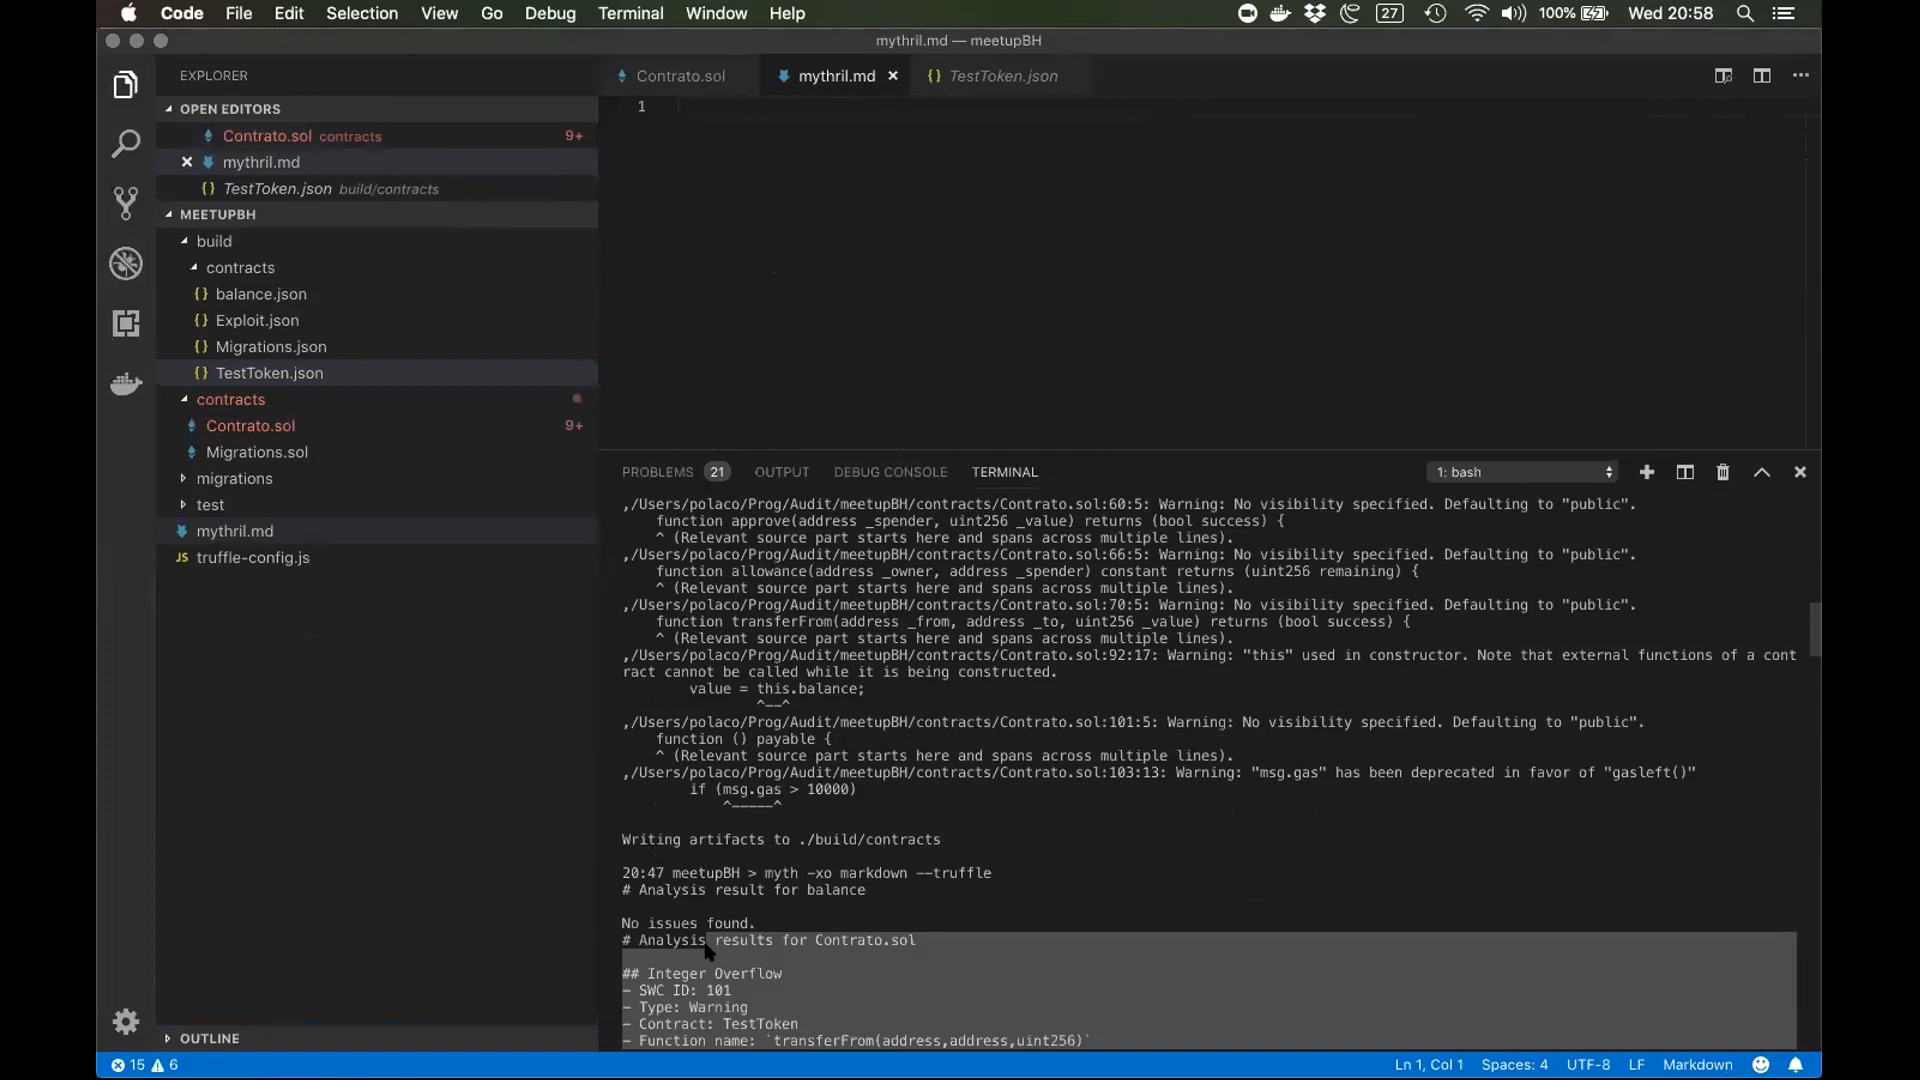 Code File Edit Selection View Go Debug Terminal Window Help 27 100% Wed 20:58
mythril.md — meetupBH
EXPLORER
OPEN EDITORS
Contrato.sol contracts 9+
mythril.md
TestToken.json build/contracts
MEETUPBH
build
contracts
balance.json
Exploit.json
Migrations.json
TestToken.json
contracts
Contrato.sol 9+
Migrations.sol
migrations
test
mythril.md
JS truffle-config.js
OUTLINE
Contrato.sol mythril.md TestToken.json
1
PROBLEMS 21 OUTPUT DEBUG CONSOLE TERMINAL 1: bash
,/Users/polaco/Prog/Audit/meetupBH/contracts/Contrato.sol:60:5: Warning: No visibility specified. Defaulting to "public".
function approve(address _spender, uint256 _value) returns (bool success) {
^ (Relevant source part starts here and spans across multiple lines).
,/Users/polaco/Prog/Audit/meetupBH/contracts/Contrato.sol:66:5: Warning: No visibility specified. Defaulting to "public".
function allowance(address _owner, address _spender) constant returns (uint256 remaining) {
^ (Relevant source part starts here and spans across multiple lines).
,/Users/polaco/Prog/Audit/meetupBH/contracts/Contrato.sol:70:5: Warning: No visibility specified. Defaulting to "public".
function transferFrom(address _from, address _to, uint256 _value) returns (bool success) {
^ (Relevant source part starts here and spans across multiple lines).
,/Users/polaco/Prog/Audit/meetupBH/contracts/Contrato.sol:92:17: Warning: "this" used in constructor. Note that external functions of a cont
ract cannot be called while it is being constructed.
value = this.balance;
^——^
,/Users/polaco/Prog/Audit/meetupBH/contracts/Contrato.sol:101:5: Warning: No visibility specified. Defaulting to "public".
function () payable {
^ (Relevant source part starts here and spans across multiple lines).
,/Users/polaco/Prog/Audit/meetupBH/contracts/Contrato.sol:103:13: Warning: "msg.gas" has been deprecated in favor of "gasleft()"
if (msg.gas > 10000)
^—————^
Writing artifacts to ./build/contracts
20:47 meetupBH > myth -xo markdown --truffle
# Analysis result for balance
No issues found.
# Analysis results for Contrato.sol
## Integer Overflow
- SWC ID: 101
- Type: Warning
- Contract: TestToken
- Function name: `transferFrom(address,address,uint256)`
15 6 Ln 1, Col 1 Spaces: 4 UTF-8 LF Markdown